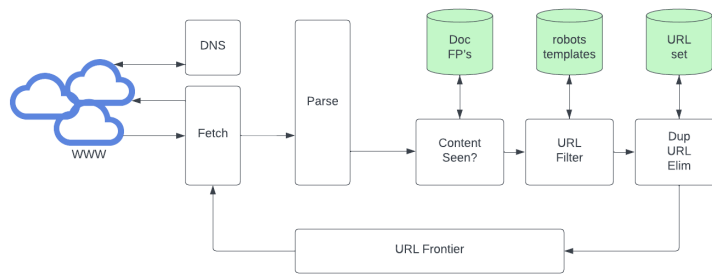 DNS
Fetch
WWW
Parse
Doc
FP's
robots
templates
URL
set
Content
Seen?
URL
Filter
Dup
URL
Elim
URL Frontier